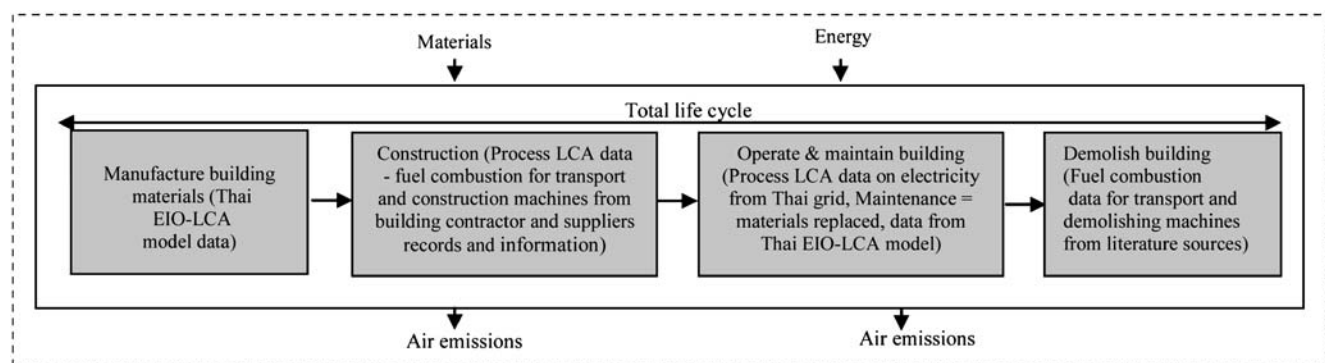 Materials
Energy
Total life cycle
Manufacture building
materials (Thai
EIO-LCA
model data)
Construction (Process LCA data
- fuel combustion for transport
and construction machines from
building contractor and suppliers
records and information)
Operate & maintain building
(Process LCA data on electricity
from Thai grid, Maintenance =
materials replaced, data from
Thai EIO-LCA model)
Demolish building
(Fuel combustion
data for transport and
demolishing machines
from literature sources)
Air emissions
Air emissions